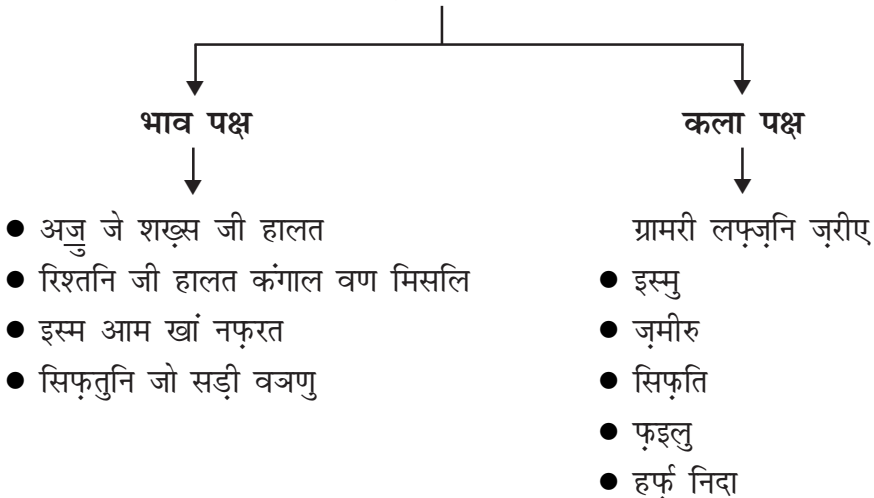 भाव पक्ष
● अॼु जे शख़्स जी हालत
● रिश्तनि जी हालत कंगाल वण मिसलि
● इस्म आम खां नफ़रत
● सिफ़तुनि जो सड़ी वञणु
कला पक्ष
ग्रामरी लफ़्ज़नि ज़रीए
● इस्मु
● ज़मीरु
● सिफ़ति
● फ़इलु
● हर्फ़ निदा